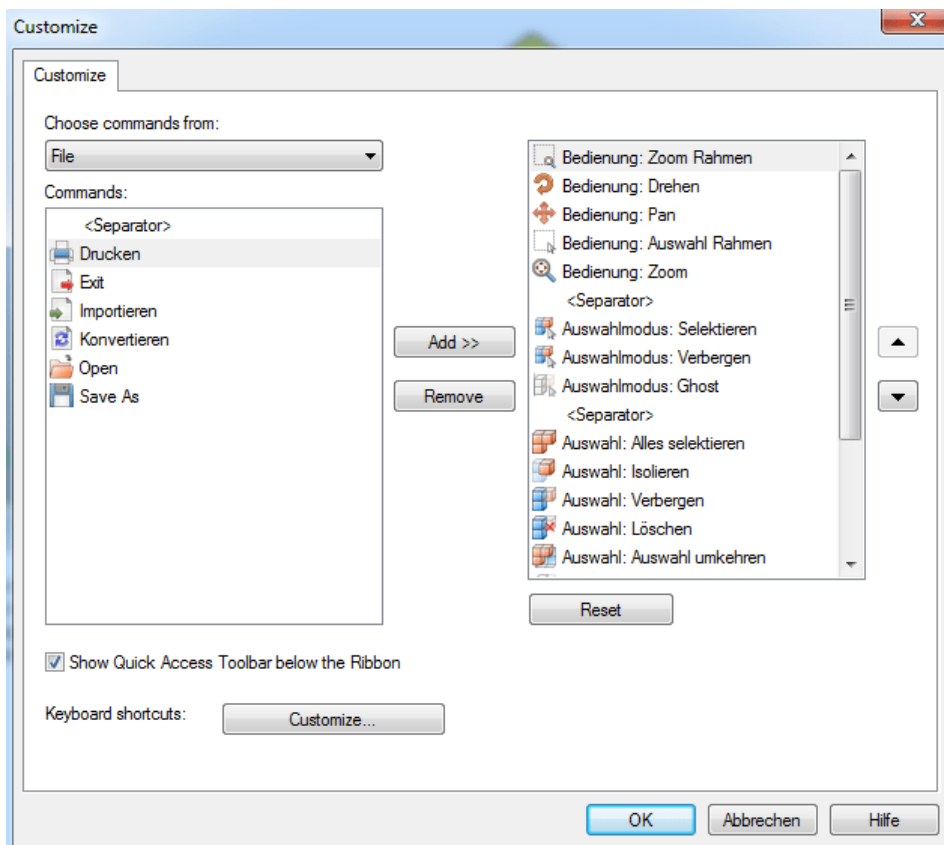 Customize
Customize
Choose commands from:
File
Commands:
<Separator>
Drucken
Exit
Importieren
Konvertieren
Open
Save As
Add >>
Remove
Bedienung: Zoom Rahmen
Bedienung: Drehen
Bedienung: Pan
Bedienung: Auswahl Rahmen
Bedienung: Zoom
<Separator>
Auswahlmodus: Selektieren
Auswahlmodus: Verbergen
Auswahlmodus: Ghost
<Separator>
Auswahl: Alles selektieren
Auswahl: Isolieren
Auswahl: Verbergen
Auswahl: Löschen
Auswahl: Auswahl umkehren
Reset
Show Quick Access Toolbar below the Ribbon
Keyboard shortcuts:
Customize...
OK
Abbrechen
Hilfe